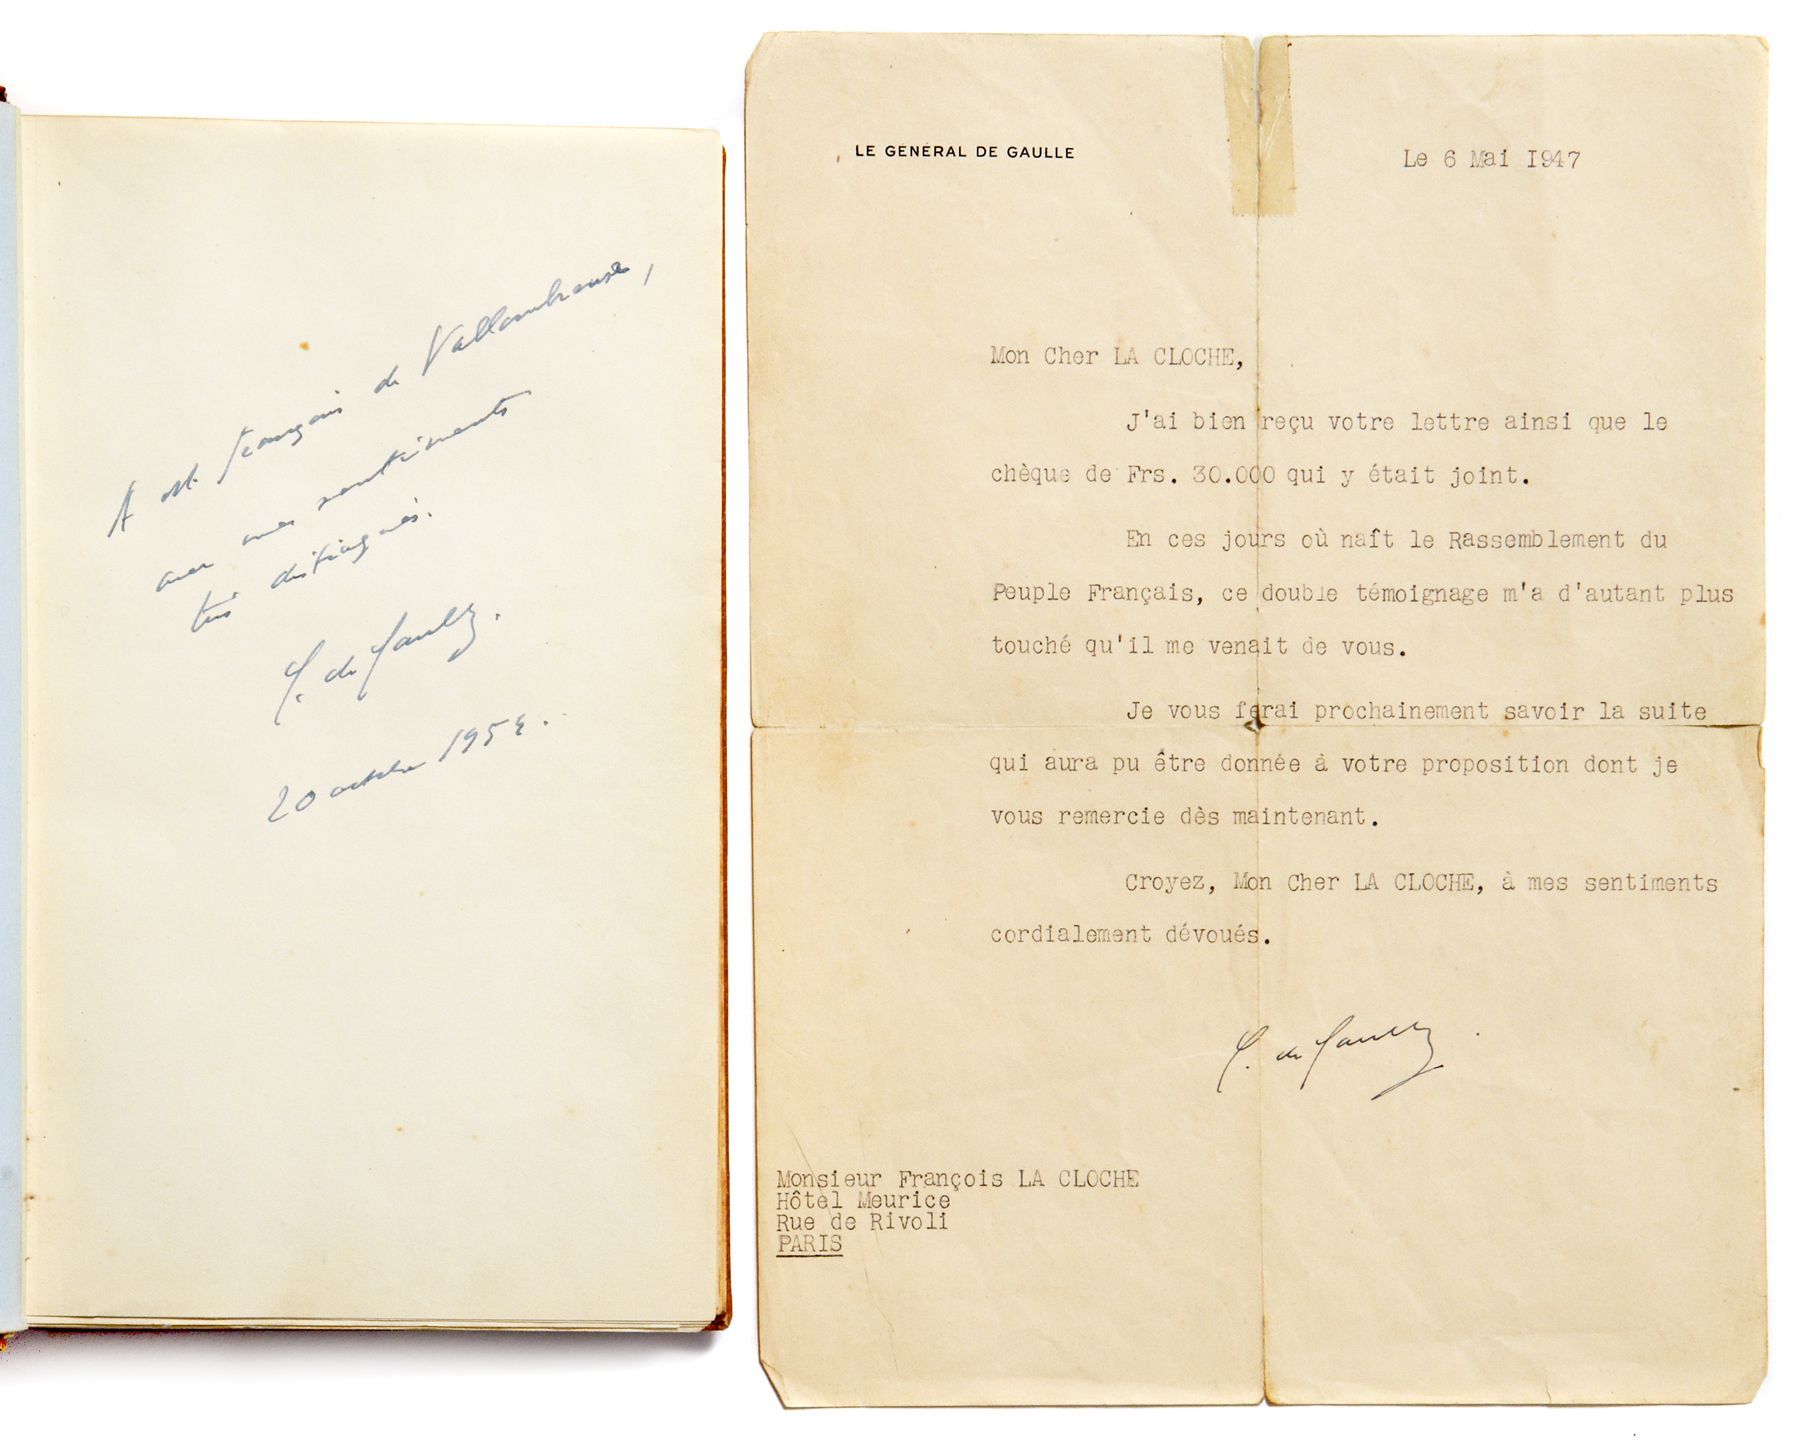 A M. François de Vallombrosa,
avec mes sentiments
très distingués.
C. de Gaulle.
20 octobre 1954.
LE GÉNÉRAL DE GAULLE
Le 6 Mai I947
Mon Cher LA CLOCHE,
J'ai bien reçu votre lettre ainsi que le
chèque de Frs. 30.000 qui y était joint.
En ces jours où naît le Rassemblement du
Peuple Français, ce double témoignage m'a d'autant plus
touché qu'il me venait de vous.
Je vous ferai prochainement savoir la suite
qui aura pu être donnée à votre proposition dont je
vous remercie dès maintenant.
Croyez, Mon Cher LA CLOCHE, à mes sentiments
cordialement dévoués.
C. de Gaulle.
Monsieur François LA CLOCHE
Hôtel Meurice
Rue de Rivoli
PARIS